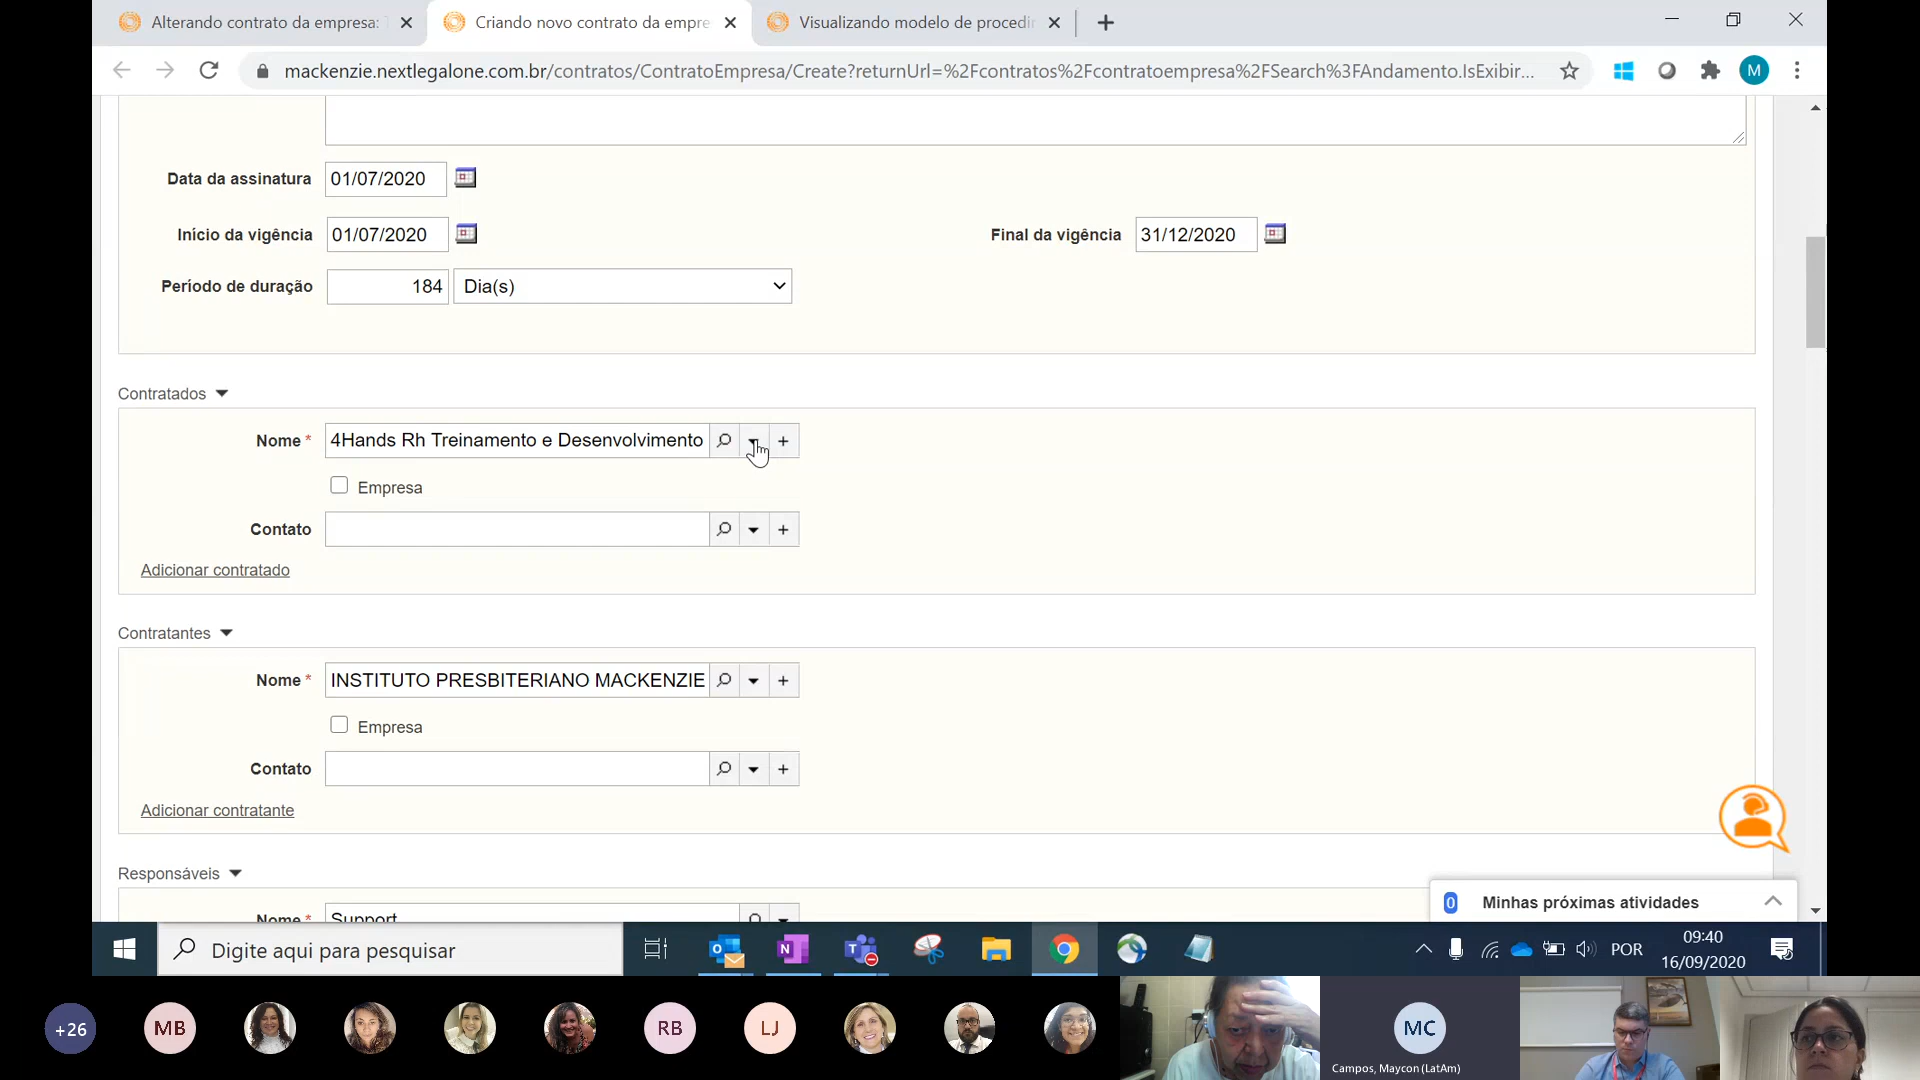 Alterando contrato da empresa:
Criando novo contrato da empre
Visualizando modelo de procedin
mackenzie.nextlegalone.com.br/contratos/ContratoEmpresa/Create?returnUrl=%2Fcontratos%2Fcontratoempresa%2FSearch%3FAndamento.IsExibir...
M
Data da assinatura 01/07/2020
Início da vigência 01/07/2020 Final da vigência 31/12/2020
Período de duração 184 Dia(s)
Contratados
Nome * 4Hands Rh Treinamento e Desenvolvimento
Empresa
Contato
Adicionar contratado
Contratantes
Nome * INSTITUTO PRESBITERIANO MACKENZIE
Empresa
Contato
Adicionar contratante
Responsáveis
Nome * Support
0 Minhas próximas atividades
Digite aqui para pesquisar
POR
09:40
16/09/2020
+26 MB RB LJ MC
Campos, Maycon (LatAm)